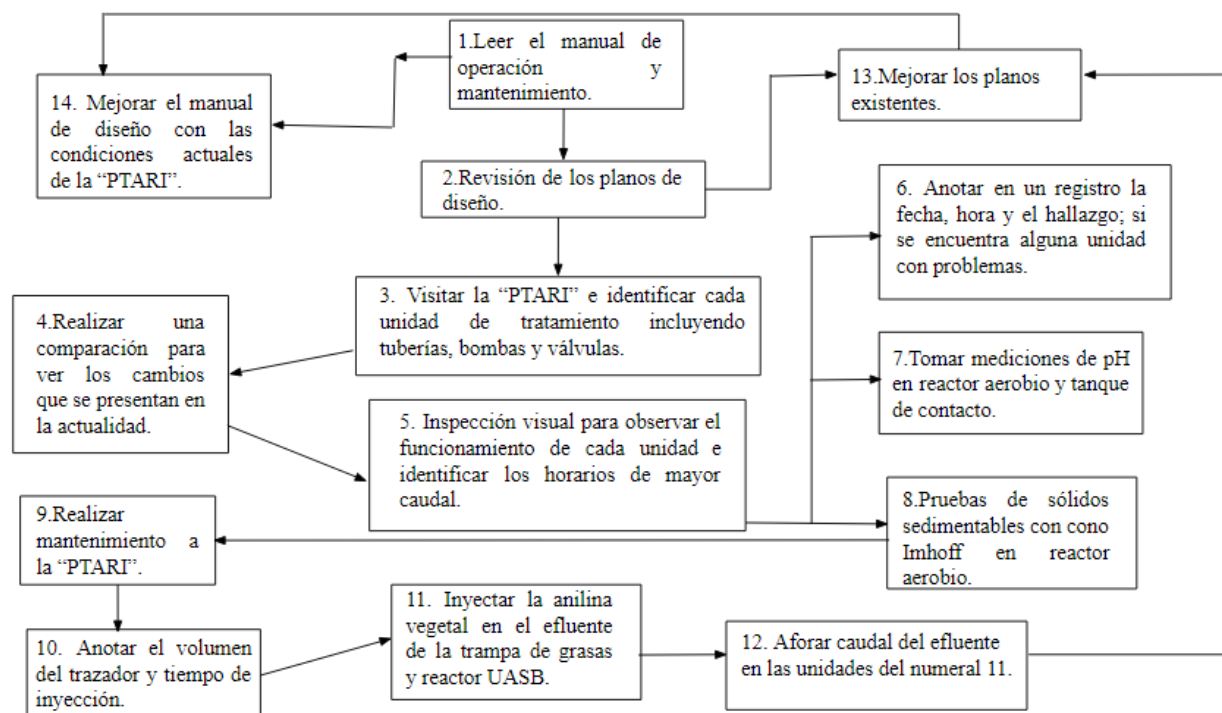 1.Leer el manual de
operación y
mantenimiento.
2.Revisión de los planos de
diseño.
3. Visitar la “PTARI” e identificar cada
unidad de tratamiento incluyendo
tuberías, bombas y válvulas.
4.Realizar una
comparación para
ver los cambios
que se presentan en
la actualidad.
5. Inspección visual para observar el
funcionamiento de cada unidad e
identificar los horarios de mayor
caudal.
6. Anotar en un registro la
fecha, hora y el hallazgo; si
se encuentra alguna unidad
con problemas.
7.Tomar mediciones de pH
en reactor aerobio y tanque
de contacto.
8.Pruebas de sólidos
sedimentables con cono
Imhoff en reactor
aerobio.
9.Realizar
mantenimiento a
la “PTARI”.
10. Anotar el volumen
del trazador y tiempo de
inyección.
11. Inyectar la anilina
vegetal en el efluente
de la trampa de grasas
y reactor UASB.
12. Aforar caudal del efluente
en las unidades del numeral 11.
13.Mejorar los planos
existentes.
14. Mejorar el manual
de diseño con las
condiciones actuales
de la “PTARI”.